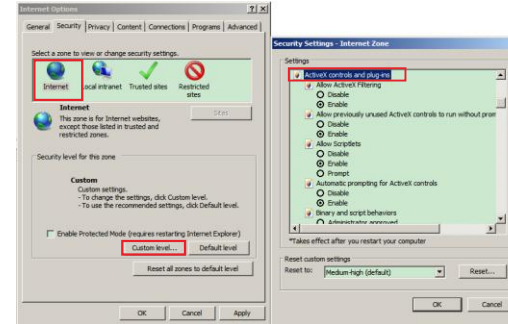 Internet Options
General Security Privacy Content Connections Programs Advanced
Select a zone to view or change security settings.
Internet Local intranet Trusted sites Restricted sites
Internet
This zone is for Internet websites,
except those listed in trusted and
restricted zones.
Sites
Security level for this zone
Custom
Custom settings.
- To change the settings, click Custom level.
- To use the recommended settings, click Default level.
Enable Protected Mode (requires restarting Internet Explorer)
Custom level... Default level
Reset all zones to default level
OK Cancel Apply
Security Settings - Internet Zone
Settings
ActiveX controls and plug-ins
Allow ActiveX Filtering
Disable
Enable
Allow previously unused ActiveX controls to run without prom
Disable
Enable
Allow Scriptlets
Disable
Enable
Prompt
Automatic prompting for ActiveX controls
Disable
Enable
Binary and script behaviors
Administrator approved
*Takes effect after you restart your computer
Reset custom settings
Reset to: Medium-high (default) Reset...
OK Cancel